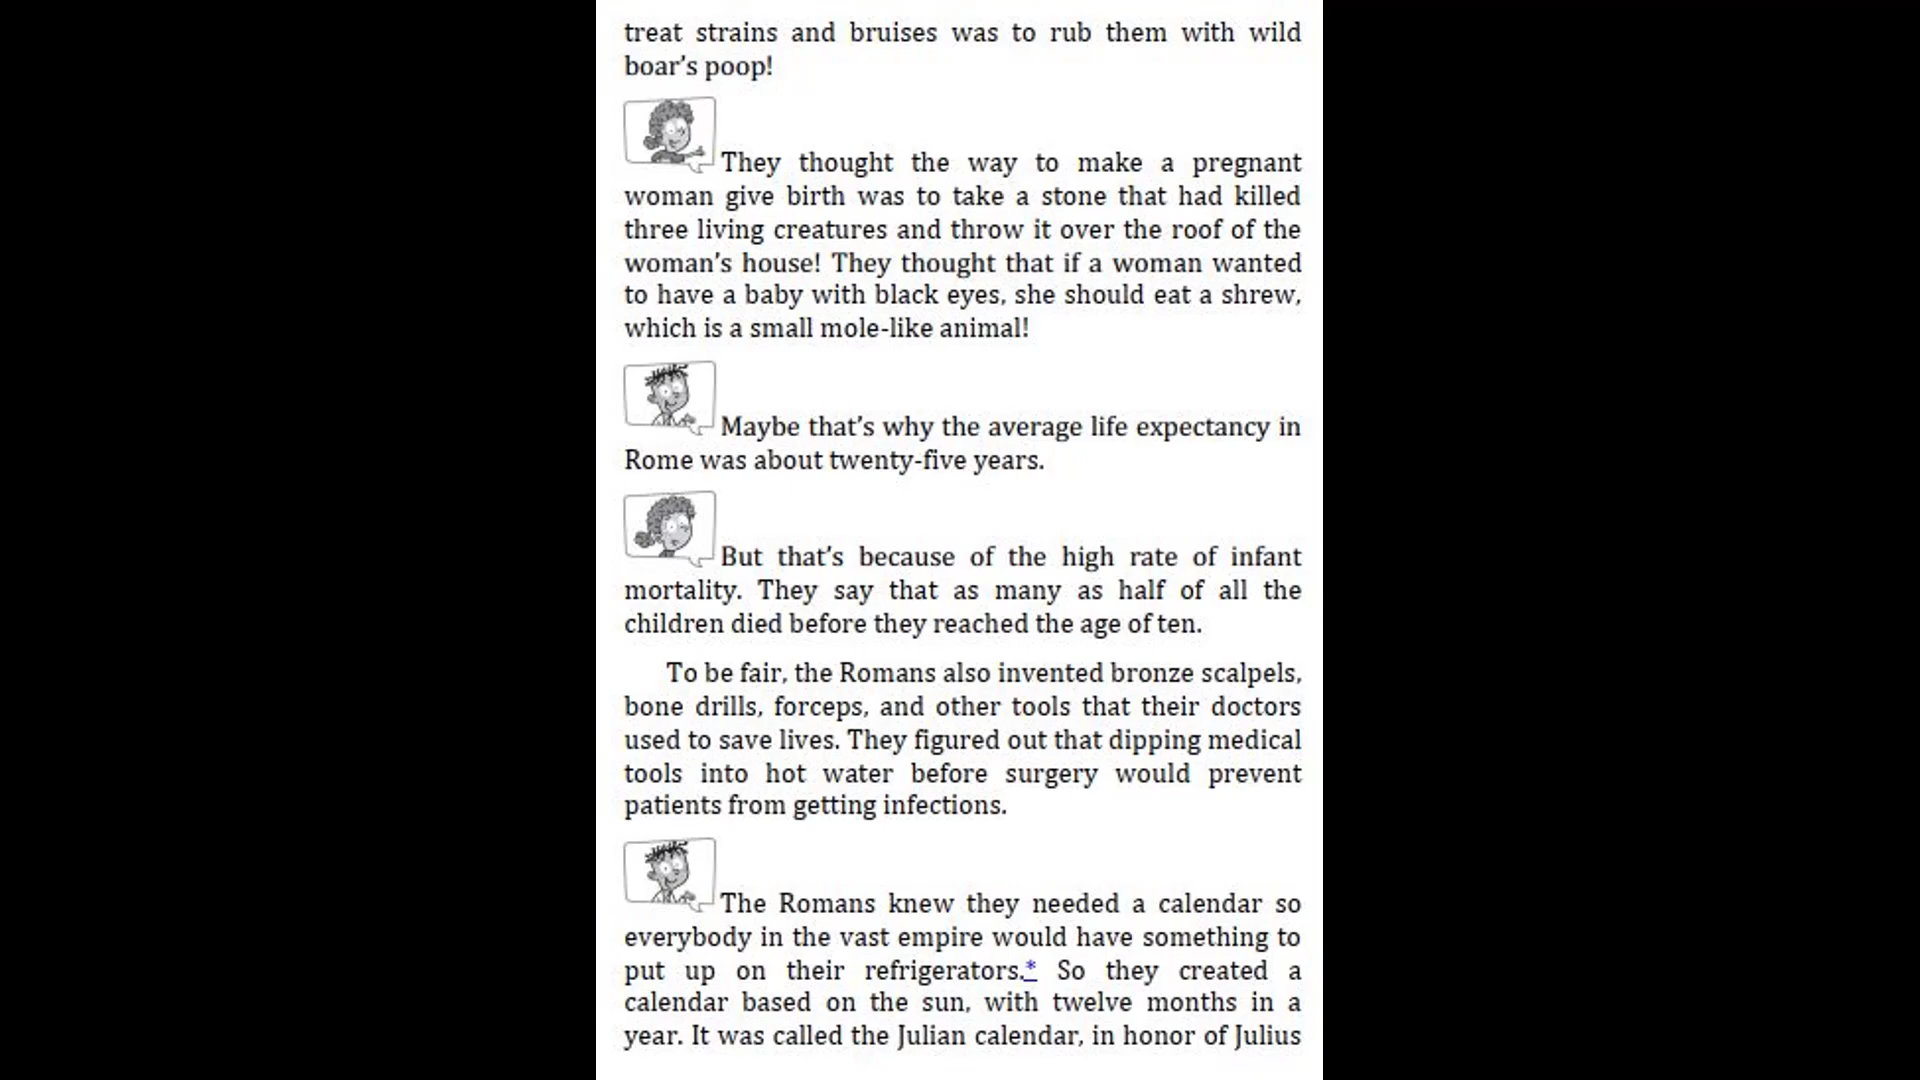 treat strains and bruises was to rub them with wild
boar’s poop!
They thought the way to make a pregnant
woman give birth was to take a stone that had killed
three living creatures and throw it over the roof of the
woman’s house! They thought that if a woman wanted
to have a baby with black eyes, she should eat a shrew,
which is a small mole-like animal!
Maybe that’s why the average life expectancy in
Rome was about twenty-five years.
But that’s because of the high rate of infant
mortality. They say that as many as half of all the
children died before they reached the age of ten.
To be fair, the Romans also invented bronze scalpels,
bone drills, forceps, and other tools that their doctors
used to save lives. They figured out that dipping medical
tools into hot water before surgery would prevent
patients from getting infections.
The Romans knew they needed a calendar so
everybody in the vast empire would have something to
put up on their refrigerators.* So they created a
calendar based on the sun, with twelve months in a
year. It was called the Julian calendar, in honor of Julius